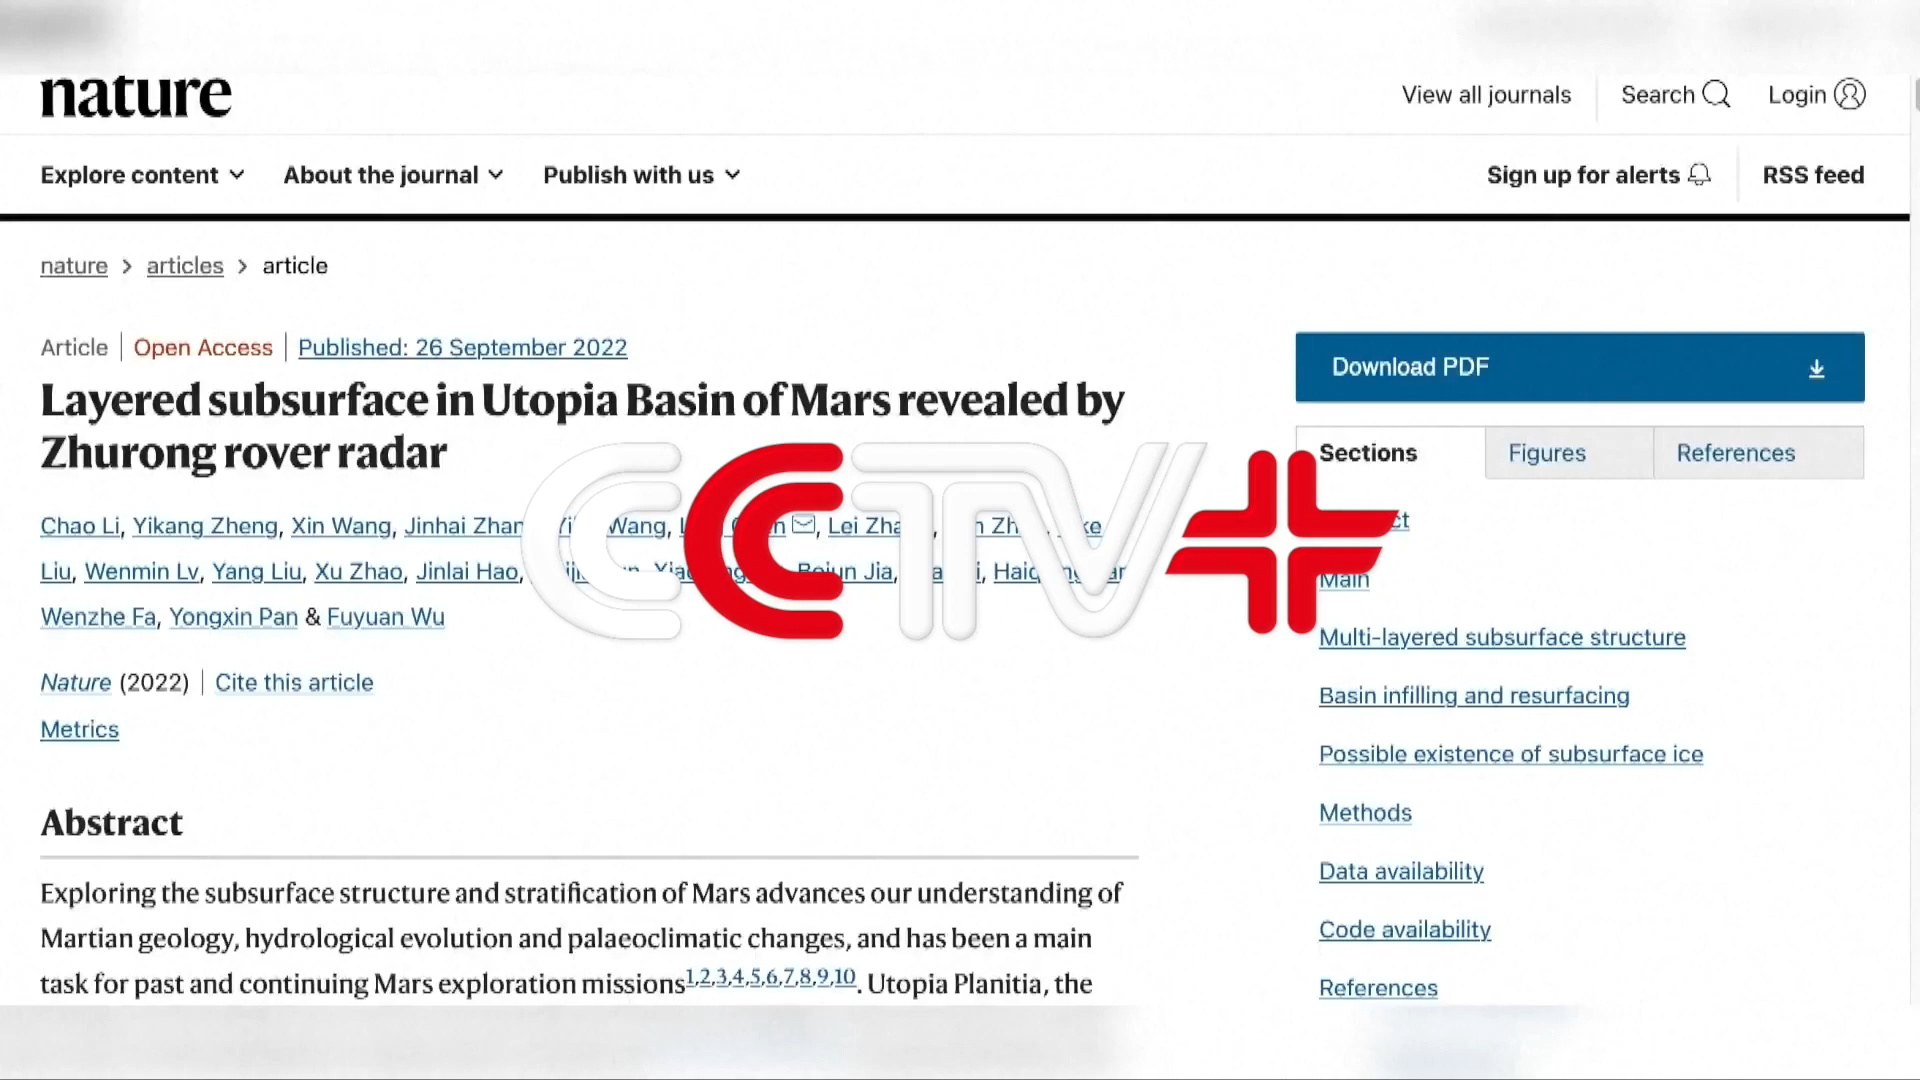 nature
View all journals
Search
Login
Explore content
About the journal
Publish with us
Sign up for alerts
RSS feed
nature > articles > article
Article | Open Access | Published: 26 September 2022
Layered subsurface in Utopia Basin of Mars revealed by
Zhurong rover radar
Chao Li, Yikang Zheng, Xin Wang, Jinhai Wang, Lei
Liu, Wenmin Lv, Yang Liu, Xu Zhao, Jinlai Hao, Bojun Jia,
Wenzhe Fa, Yongxin Pan & Fuyuan Wu
Nature (2022) | Cite this article
Metrics
Abstract
Exploring the subsurface structure and stratification of Mars advances our understanding of
Martian geology, hydrological evolution and palaeoclimatic changes, and has been a main
task for past and continuing Mars exploration missions1,2,3,4,5,6,7,8,9,10. Utopia Planitia, the
Download PDF
Sections
Figures
References
Main
Multi-layered subsurface structure
Basin infilling and resurfacing
Possible existence of subsurface ice
Methods
Data availability
Code availability
References
CCTV+